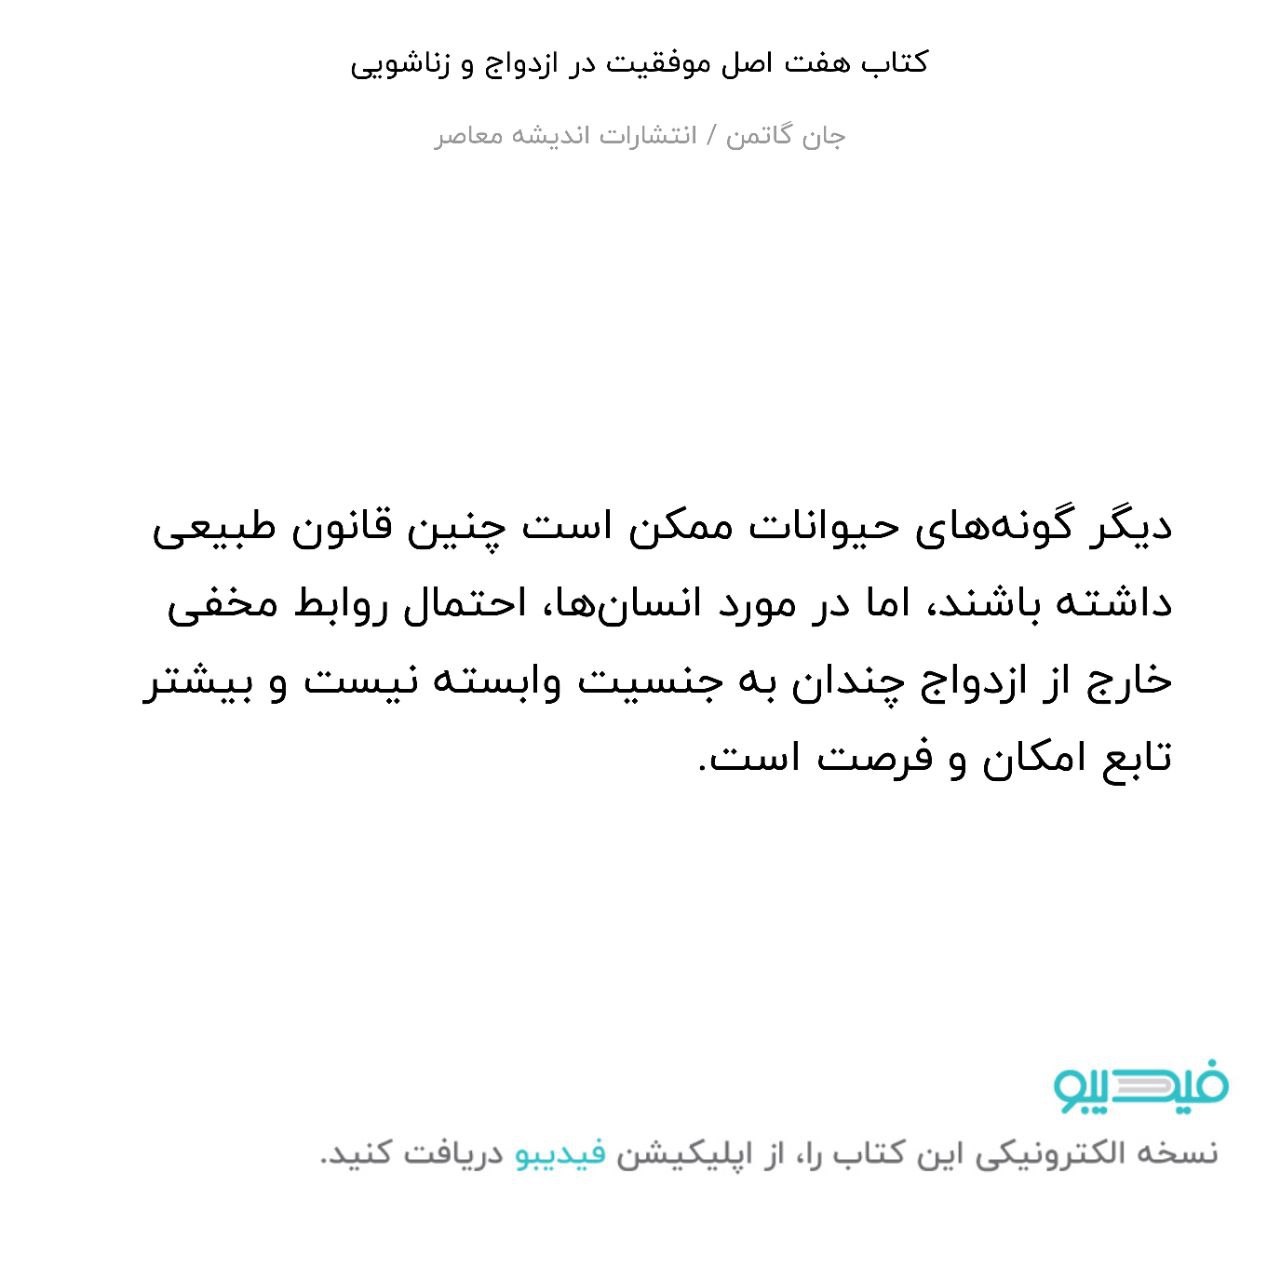 کتاب هفت اصل موفقیت در ازدواج و زناشویی
جان گاتمن / انتشارات اندیشه معاصر
دیگر گونه‌های حیوانات ممکن است چنین قانون طبیعی
داشته باشند، اما در مورد انسان‌ها، احتمال روابط مخفی
خارج از ازدواج چندان به جنسیت وابسته نیست و بیشتر
تابع امکان و فرصت است.
فیدیبو
نسخه الکترونیکی این کتاب را، از اپلیکیشن فیدیبو دریافت کنید.